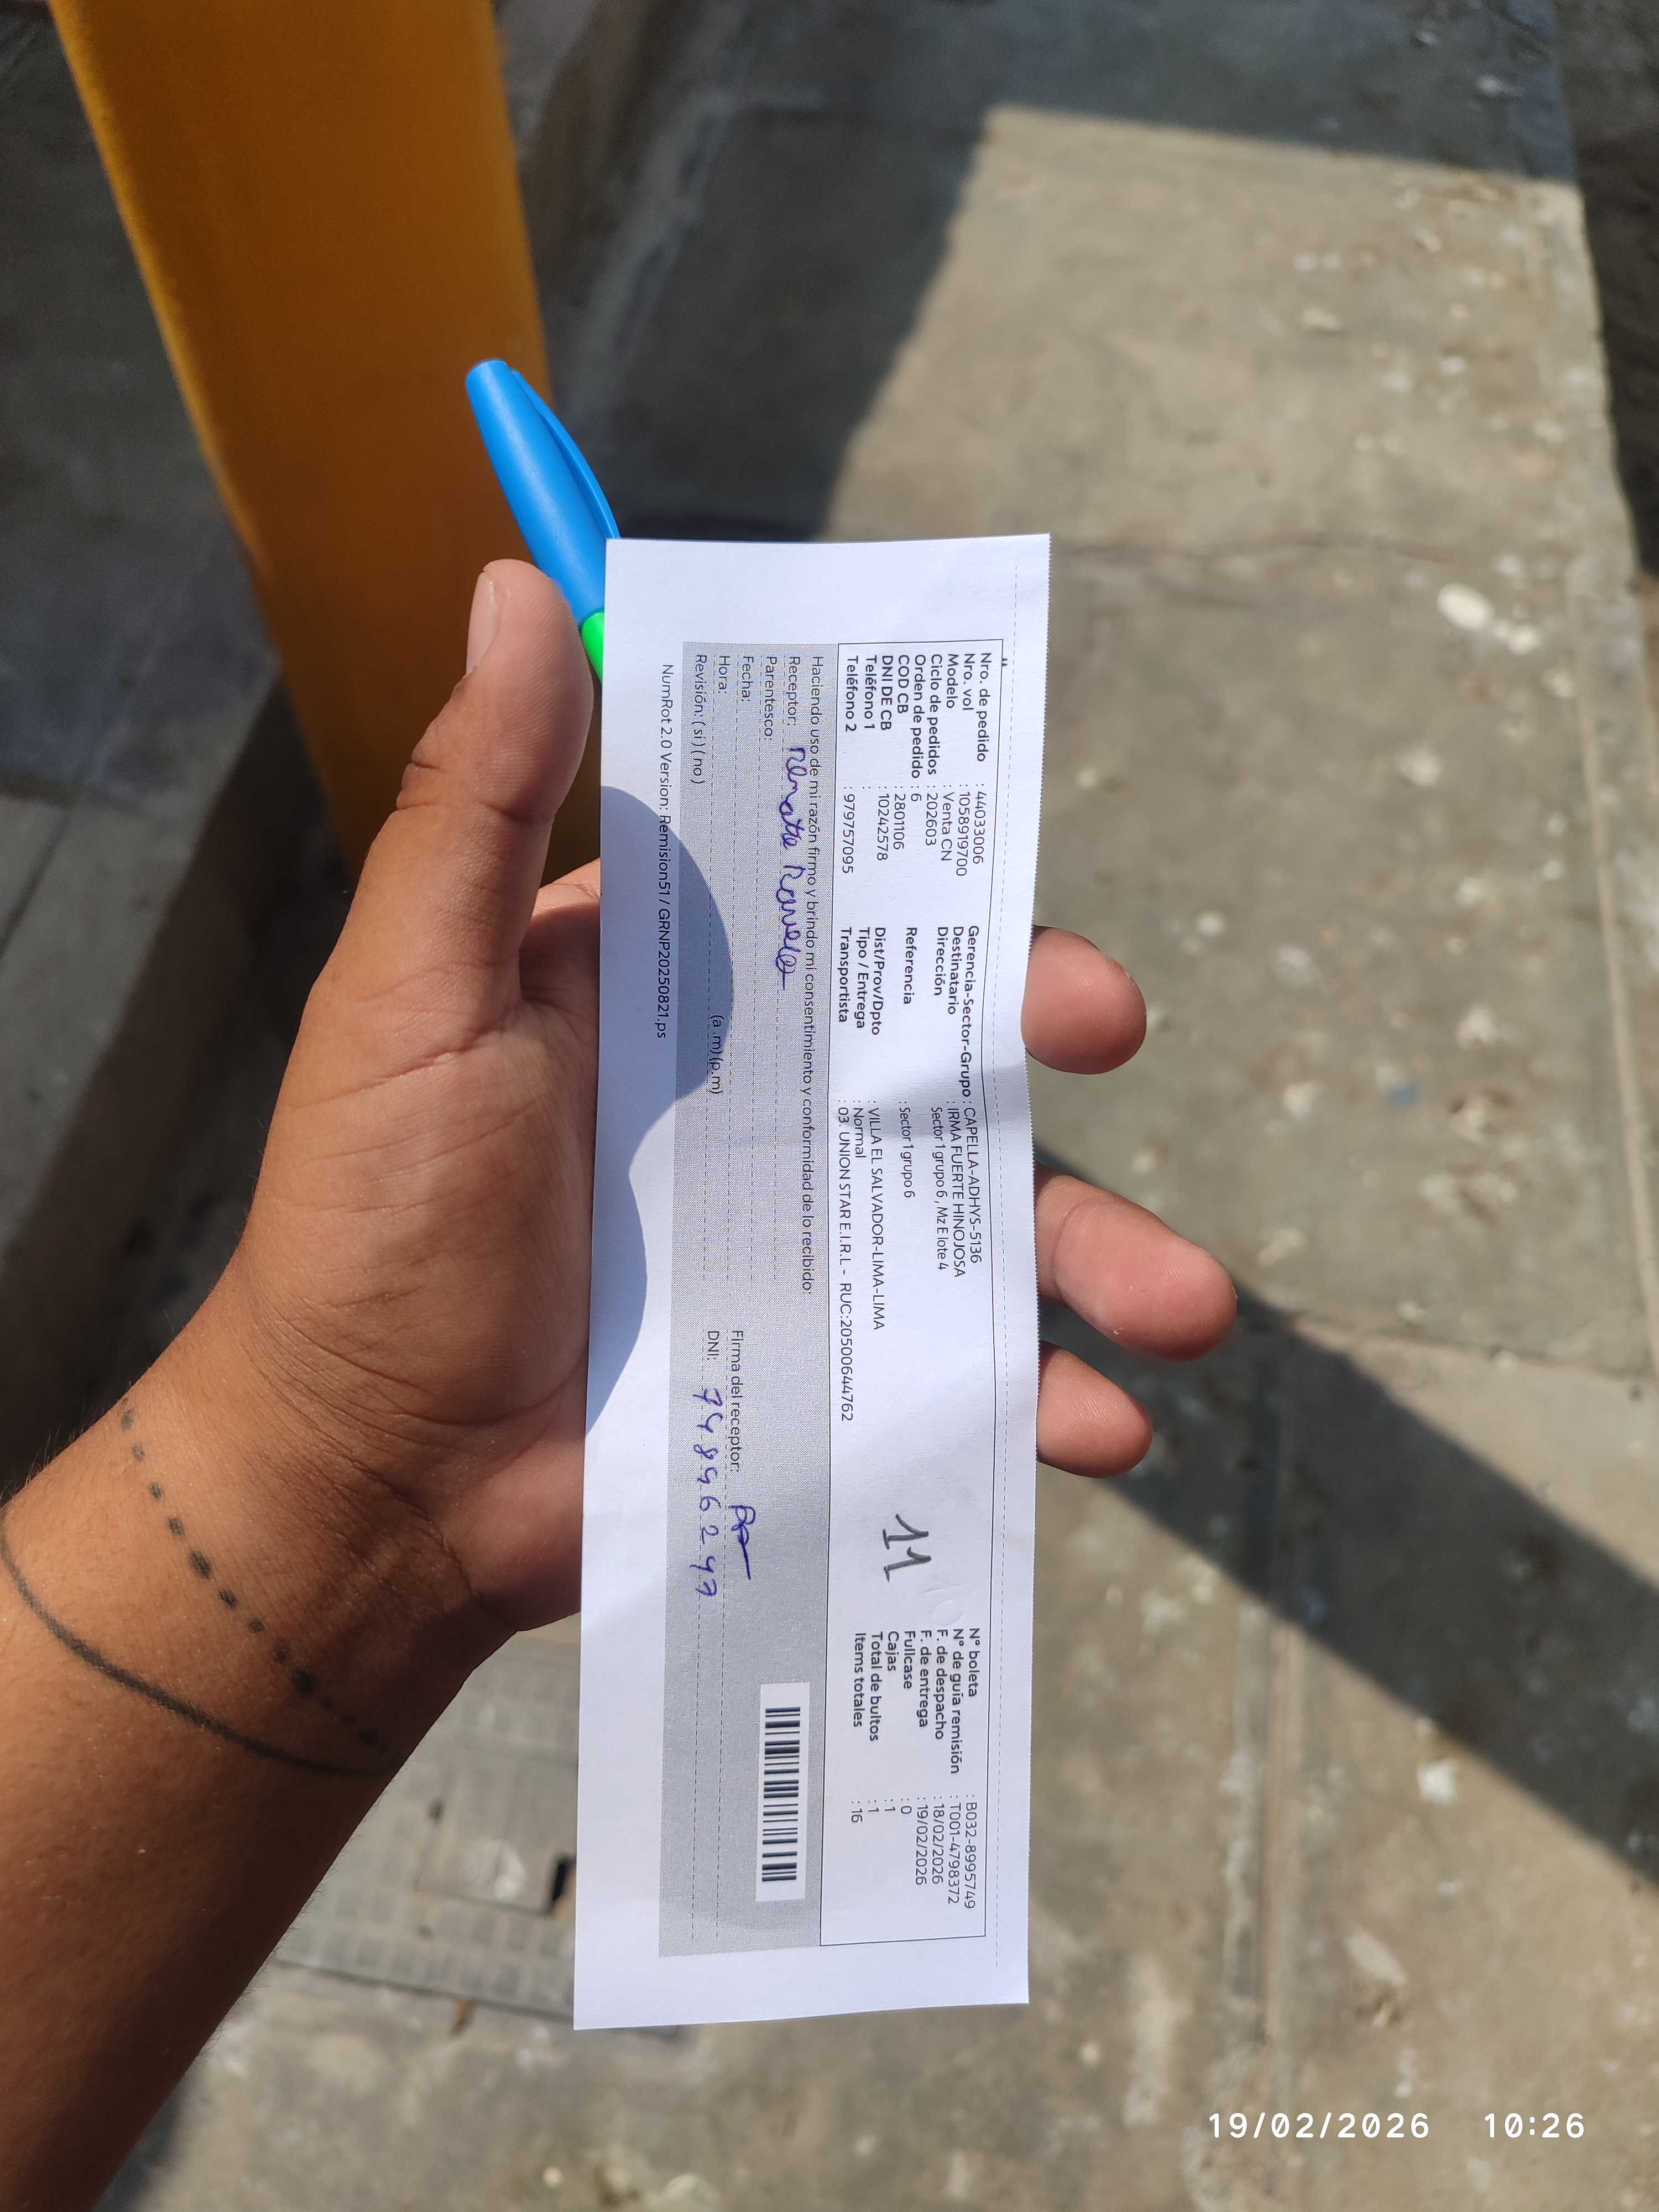 Nro. de pedido : 44033006
Nro. vol : 1058919700
Modelo : Venta CN
Ciclo de pedidos : 202603
Orden de pedido : 6
COD CB : 2801106
DNI DE CB : 10242578
Teléfono 1 :
Teléfono 2 : 979757095
Gerencia-Sector-Grupo : CAPELLA-ADHYS-5136
Destinatario : IRMA FUERTE HINOJOSA
Dirección Sector 1 grupo 6 , Mz E lote 4
Referencia : Sector 1 grupo 6
Dist/Prov/Dpto : VILLA EL SALVADOR-LIMA-LIMA
Tipo / Entrega : Normal
Transportista : 03. UNION STAR E.I.R.L - RUC:20500644762
11
N° boleta : B032-8995749
N° de guía remisión : T001-4798372
F. de despacho : 18/02/2026
F. de entrega : 19/02/2026
Fullcase : 0
Cajas : 1
Total de bultos : 1
Items totales : 16
Haciendo uso de mi razón firmo y brindo mi consentimiento y conformidad de lo recibido:
Receptor:
Parentesco:
Fecha:
Hora: (a.m) (p.m)
Revisión: ( si ) ( no )
Firma del receptor:
DNI: 74896247
NumRot 2.0 Version: Remision51 / GRNP20250821.ps
19/02/2026 10:26